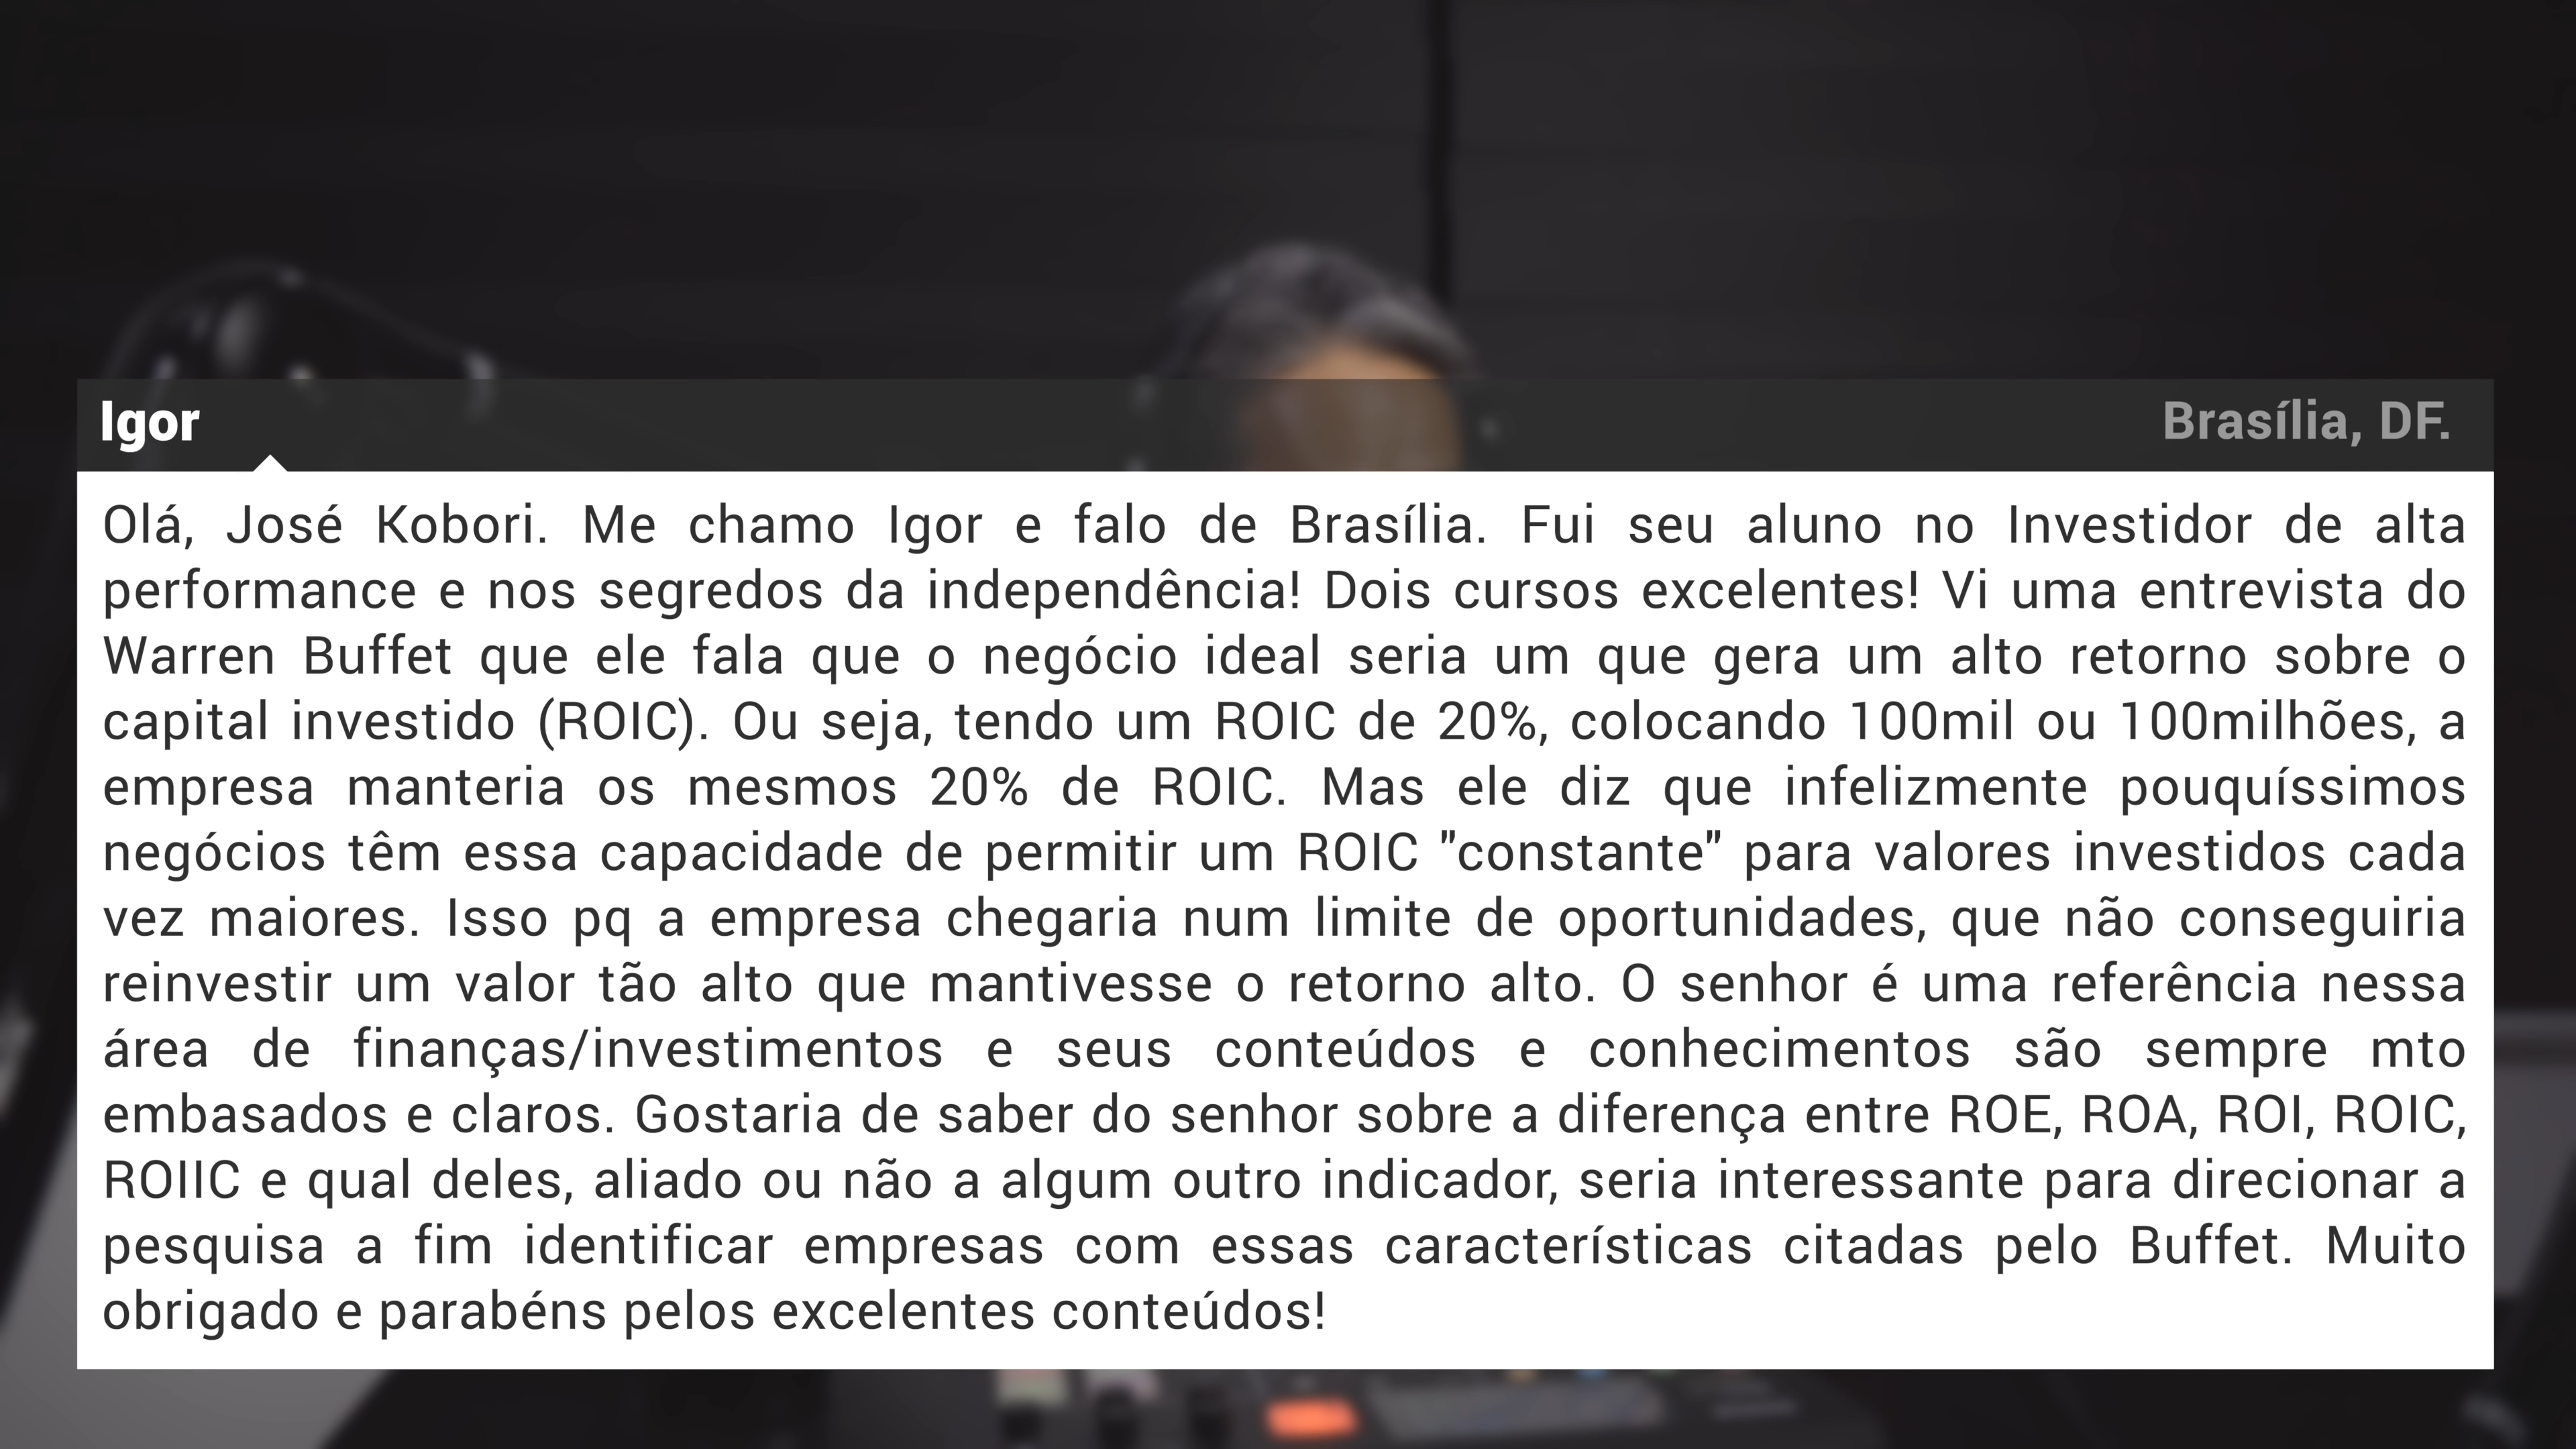 Igor
Brasília, DF.
Olá, José Kobori. Me chamo Igor e falo de Brasília. Fui seu aluno no Investidor de alta
performance e nos segredos da independência! Dois cursos excelentes! Vi uma entrevista do
Warren Buffet que ele fala que o negócio ideal seria um que gera um alto retorno sobre o
capital investido (ROIC). Ou seja, tendo um ROIC de 20%, colocando 100mil ou 100milhões, a
empresa manteria os mesmos 20% de ROIC. Mas ele diz que infelizmente pouquíssimos
negócios têm essa capacidade de permitir um ROIC "constante" para valores investidos cada
vez maiores. Isso pq a empresa chegaria num limite de oportunidades, que não conseguiria
reinvestir um valor tão alto que mantivesse o retorno alto. O senhor é uma referência nessa
área de finanças/investimentos e seus conteúdos e conhecimentos são sempre mto
embasados e claros. Gostaria de saber do senhor sobre a diferença entre ROE, ROA, ROI, ROIC,
ROIIC e qual deles, aliado ou não a algum outro indicador, seria interessante para direcionar a
pesquisa a fim identificar empresas com essas características citadas pelo Buffet. Muito
obrigado e parabéns pelos excelentes conteúdos!